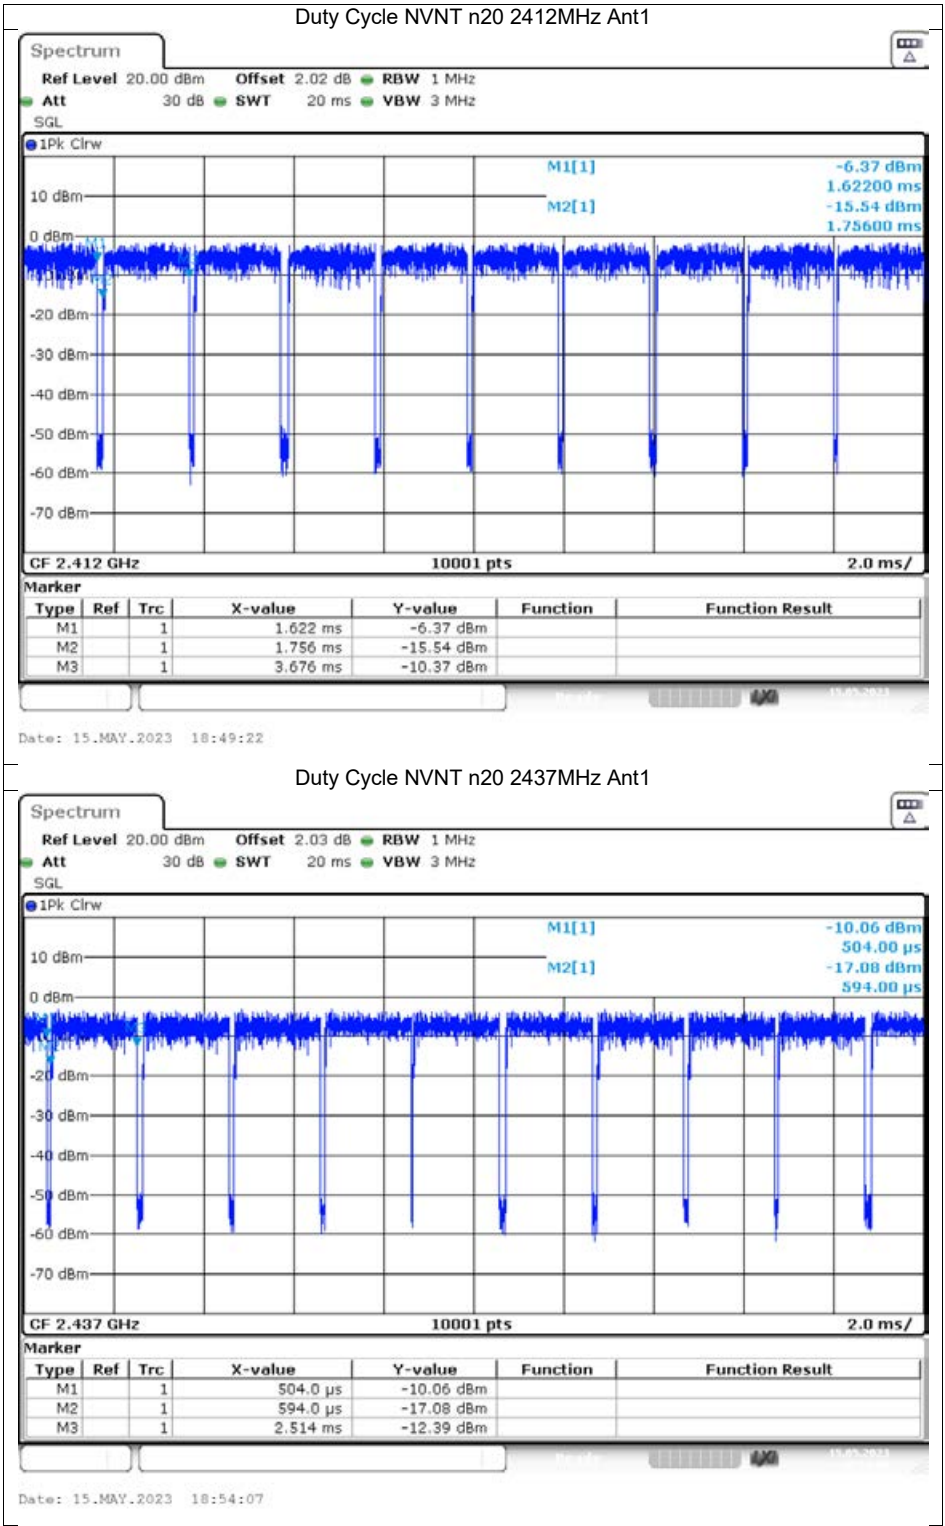 Duty Cycle NVNT n20 2412MHz Ant1
Spectrum
Ref Level 20.00 dBm Offset 2.02 dB RBW 1 MHz
Att 30 dB SWT 20 ms VBW 3 MHz
SGL
1Pk Clrw
M1[1] -6.37 dBm
1.62200 ms
10 dBm
M2[1] -15.54 dBm
1.75600 ms
0 dBm
-20 dBm
-30 dBm
-40 dBm
-50 dBm
-60 dBm
-70 dBm
CF 2.412 GHz 10001 pts 2.0 ms/
Marker
Type Ref Trc X-value Y-value Function Function Result
M1 1 1.622 ms -6.37 dBm
M2 1 1.756 ms -15.54 dBm
M3 1 3.676 ms -10.37 dBm
Date: 15.MAY.2023 18:49:22
Duty Cycle NVNT n20 2437MHz Ant1
Spectrum
Ref Level 20.00 dBm Offset 2.03 dB RBW 1 MHz
Att 30 dB SWT 20 ms VBW 3 MHz
SGL
1Pk Clrw
M1[1] -10.06 dBm
504.00 µs
10 dBm
M2[1] -17.08 dBm
594.00 µs
0 dBm
-20 dBm
-30 dBm
-40 dBm
-50 dBm
-60 dBm
-70 dBm
CF 2.437 GHz 10001 pts 2.0 ms/
Marker
Type Ref Trc X-value Y-value Function Function Result
M1 1 504.0 µs -10.06 dBm
M2 1 594.0 µs -17.08 dBm
M3 1 2.514 ms -12.39 dBm
Date: 15.MAY.2023 18:54:07